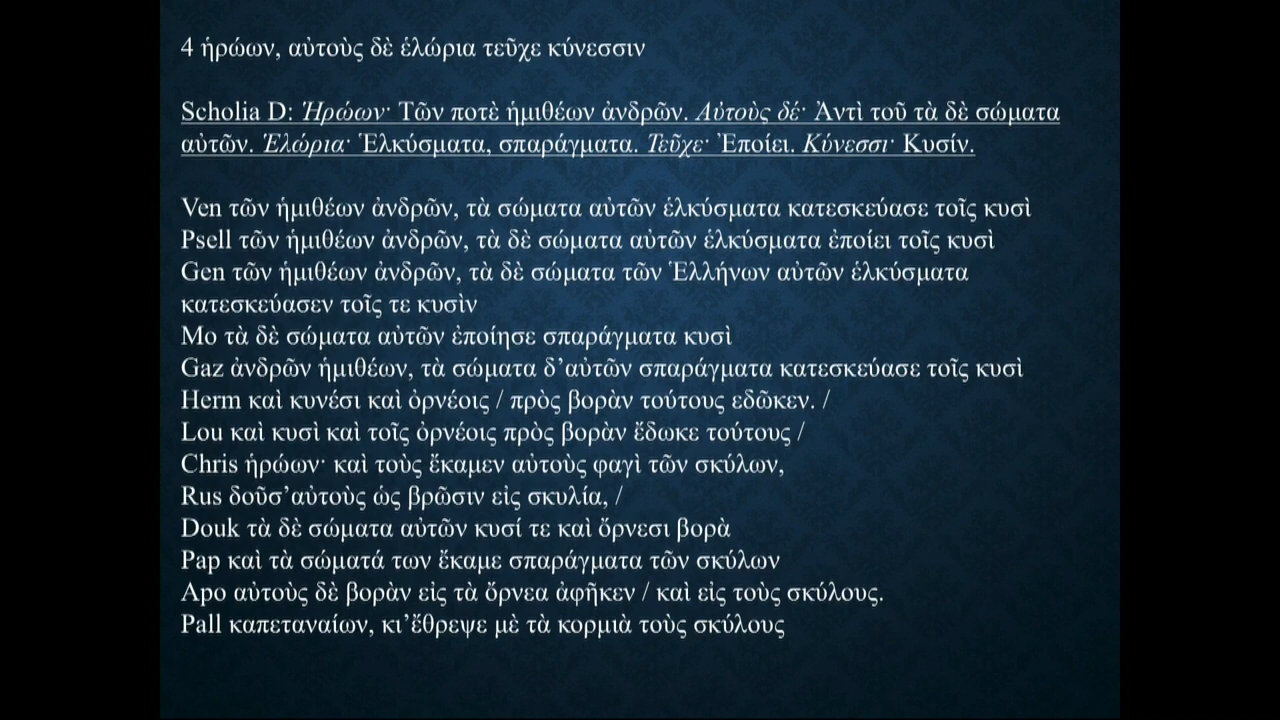 4 ἡρώων, αὐτοὺς δὲ ἑλώρια τεῦχε κύνεσσιν
Scholia D: Ἡρώων· Τῶν ποτὲ ἡμιθέων ἀνδρῶν. Αὐτοὺς δέ· Ἀντὶ τοῦ τὰ δὲ σώματα
αὐτῶν. Ἑλώρια· Ἑλκύσματα, σπαράγματα. Τεῦχε· Ἐποίει. Κύνεσσι· Κυσίν.
Ven τῶν ἡμιθέων ἀνδρῶν, τὰ σώματα αὐτῶν ἑλκύσματα κατεσκεύασε τοῖς κυσὶ
Psell τῶν ἡμιθέων ἀνδρῶν, τὰ δὲ σώματα αὐτῶν ἑλκύσματα ἐποίει τοῖς κυσὶ
Gen τῶν ἡμιθέων ἀνδρῶν, τὰ δὲ σώματα τῶν Ἑλλήνων αὐτῶν ἑλκύσματα
κατεσκεύασεν τοῖς τε κυσὶν
Mo τὰ δὲ σώματα αὐτῶν ἐποίησε σπαράγματα κυσὶ
Gaz ἀνδρῶν ἡμιθέων, τὰ σώματα δ’αὐτῶν σπαράγματα κατεσκεύασε τοῖς κυσὶ
Herm καὶ κυνέσι καὶ ὀρνέοις / πρὸς βορὰν τούτους εδῶκεν. /
Lou καὶ κυσὶ καὶ τοῖς ὀρνέοις πρὸς βορὰν ἔδωκε τούτους /
Chris ἡρώων· καὶ τοὺς ἔκαμεν αὐτοὺς φαγὶ τῶν σκύλων,
Rus δοῦσ’αὐτοὺς ὡς βρῶσιν εἰς σκυλία, /
Douk τὰ δὲ σώματα αὐτῶν κυσί τε καὶ ὄρνεσι βορὰ
Pap καὶ τὰ σώματά των ἔκαμε σπαράγματα τῶν σκύλων
Apo αὐτοὺς δὲ βορὰν εἰς τὰ ὄρνεα ἀφῆκεν / καὶ εἰς τοὺς σκύλους.
Pall καπεταναίων, κι’ἔθρεψε μὲ τὰ κορμιὰ τοὺς σκύλους